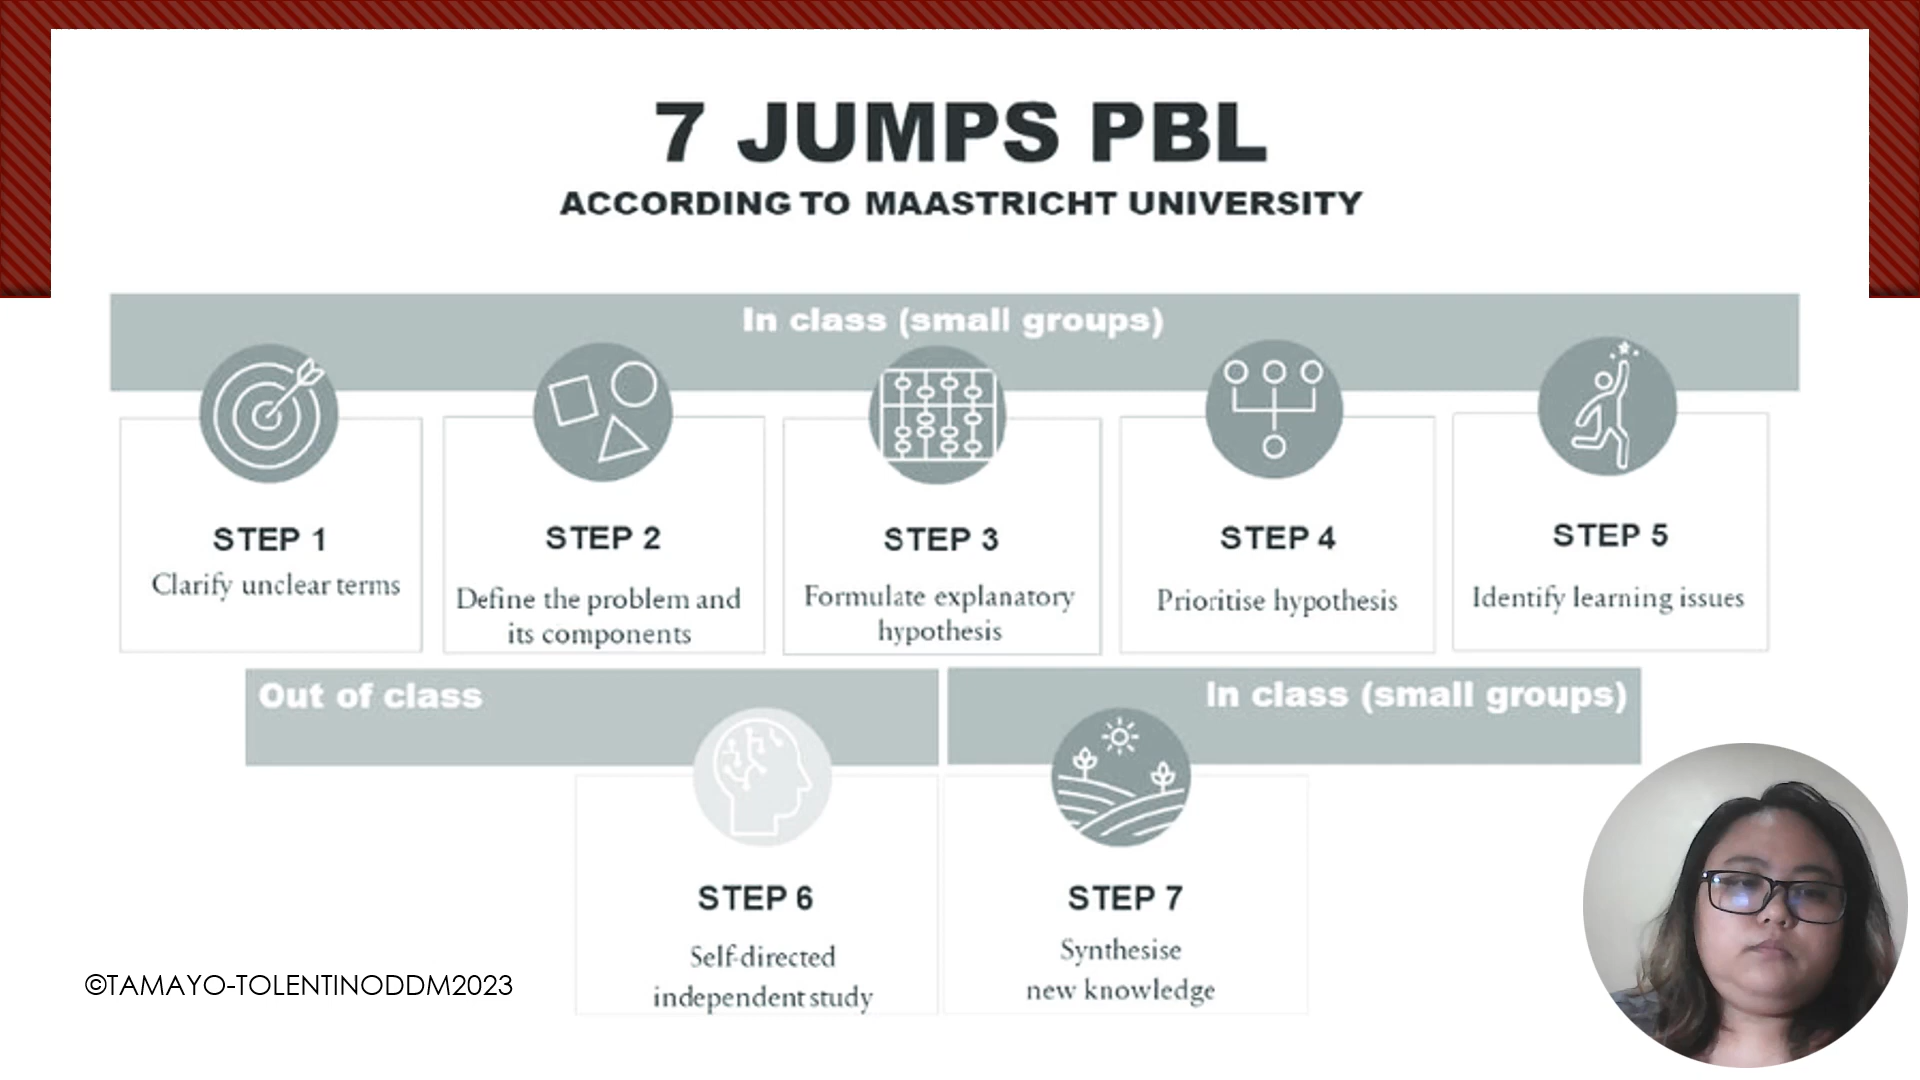 7 JUMPS PBL
ACCORDING TO MAASTRICHT UNIVERSITY
In class (small groups)
STEP 1
Clarify unclear terms
STEP 2
Define the problem and
its components
STEP 3
Formulate explanatory
hypothesis
STEP 4
Prioritise hypothesis
STEP 5
Identify learning issues
Out of class
STEP 6
Self-directed
independent study
In class (small groups)
STEP 7
Synthesise
new knowledge
©TAMAYO-TOLENTINODDM2023